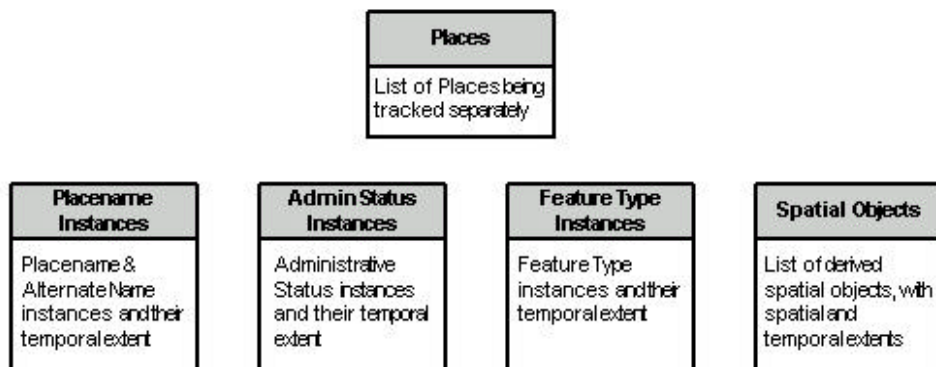 Places
List of Places being
tracked separately
Placename
Instances
Placename &
Alternate Name
instances and their
temporal extent
Admin Status
Instances
Administrative
Status instances
and their temporal
extent
Feature Type
Instances
Feature Type
instances and their
temporal extent
Spatial Objects
List of derived
spatial objects, with
spatial and
temporal extents